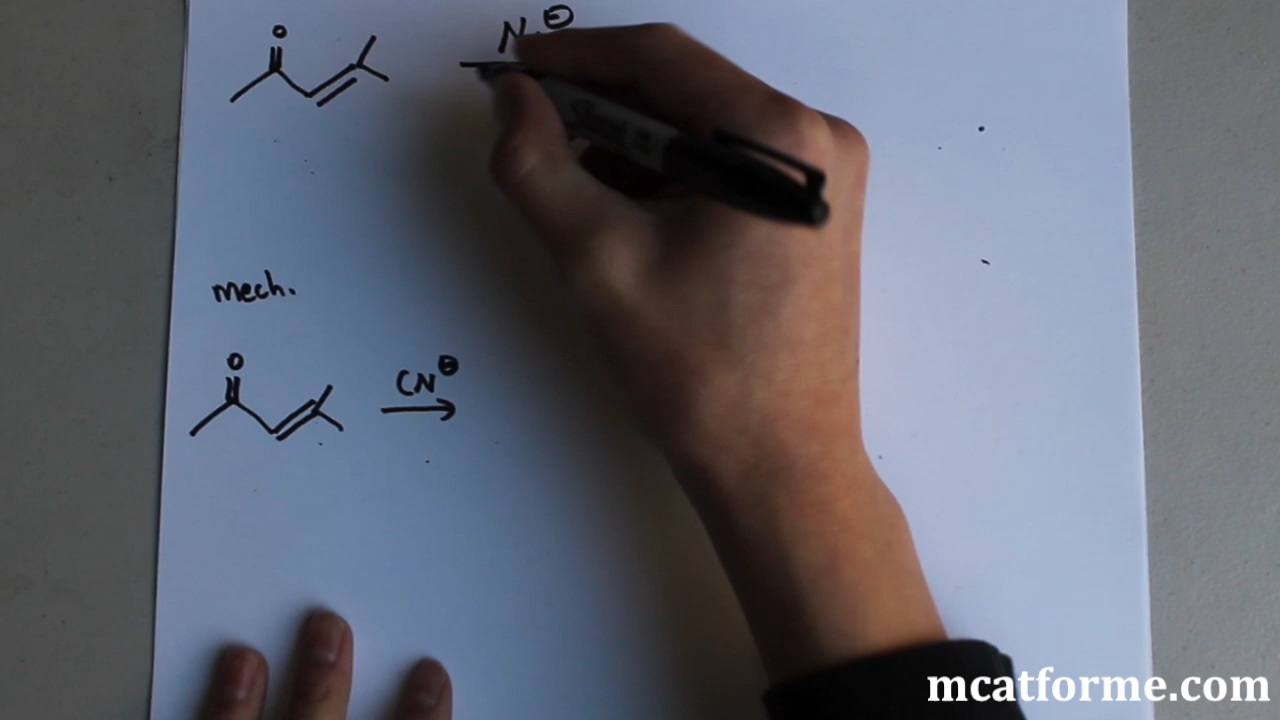 O
N ⊖
mech.
O
CN ⊖
mcatforme.com